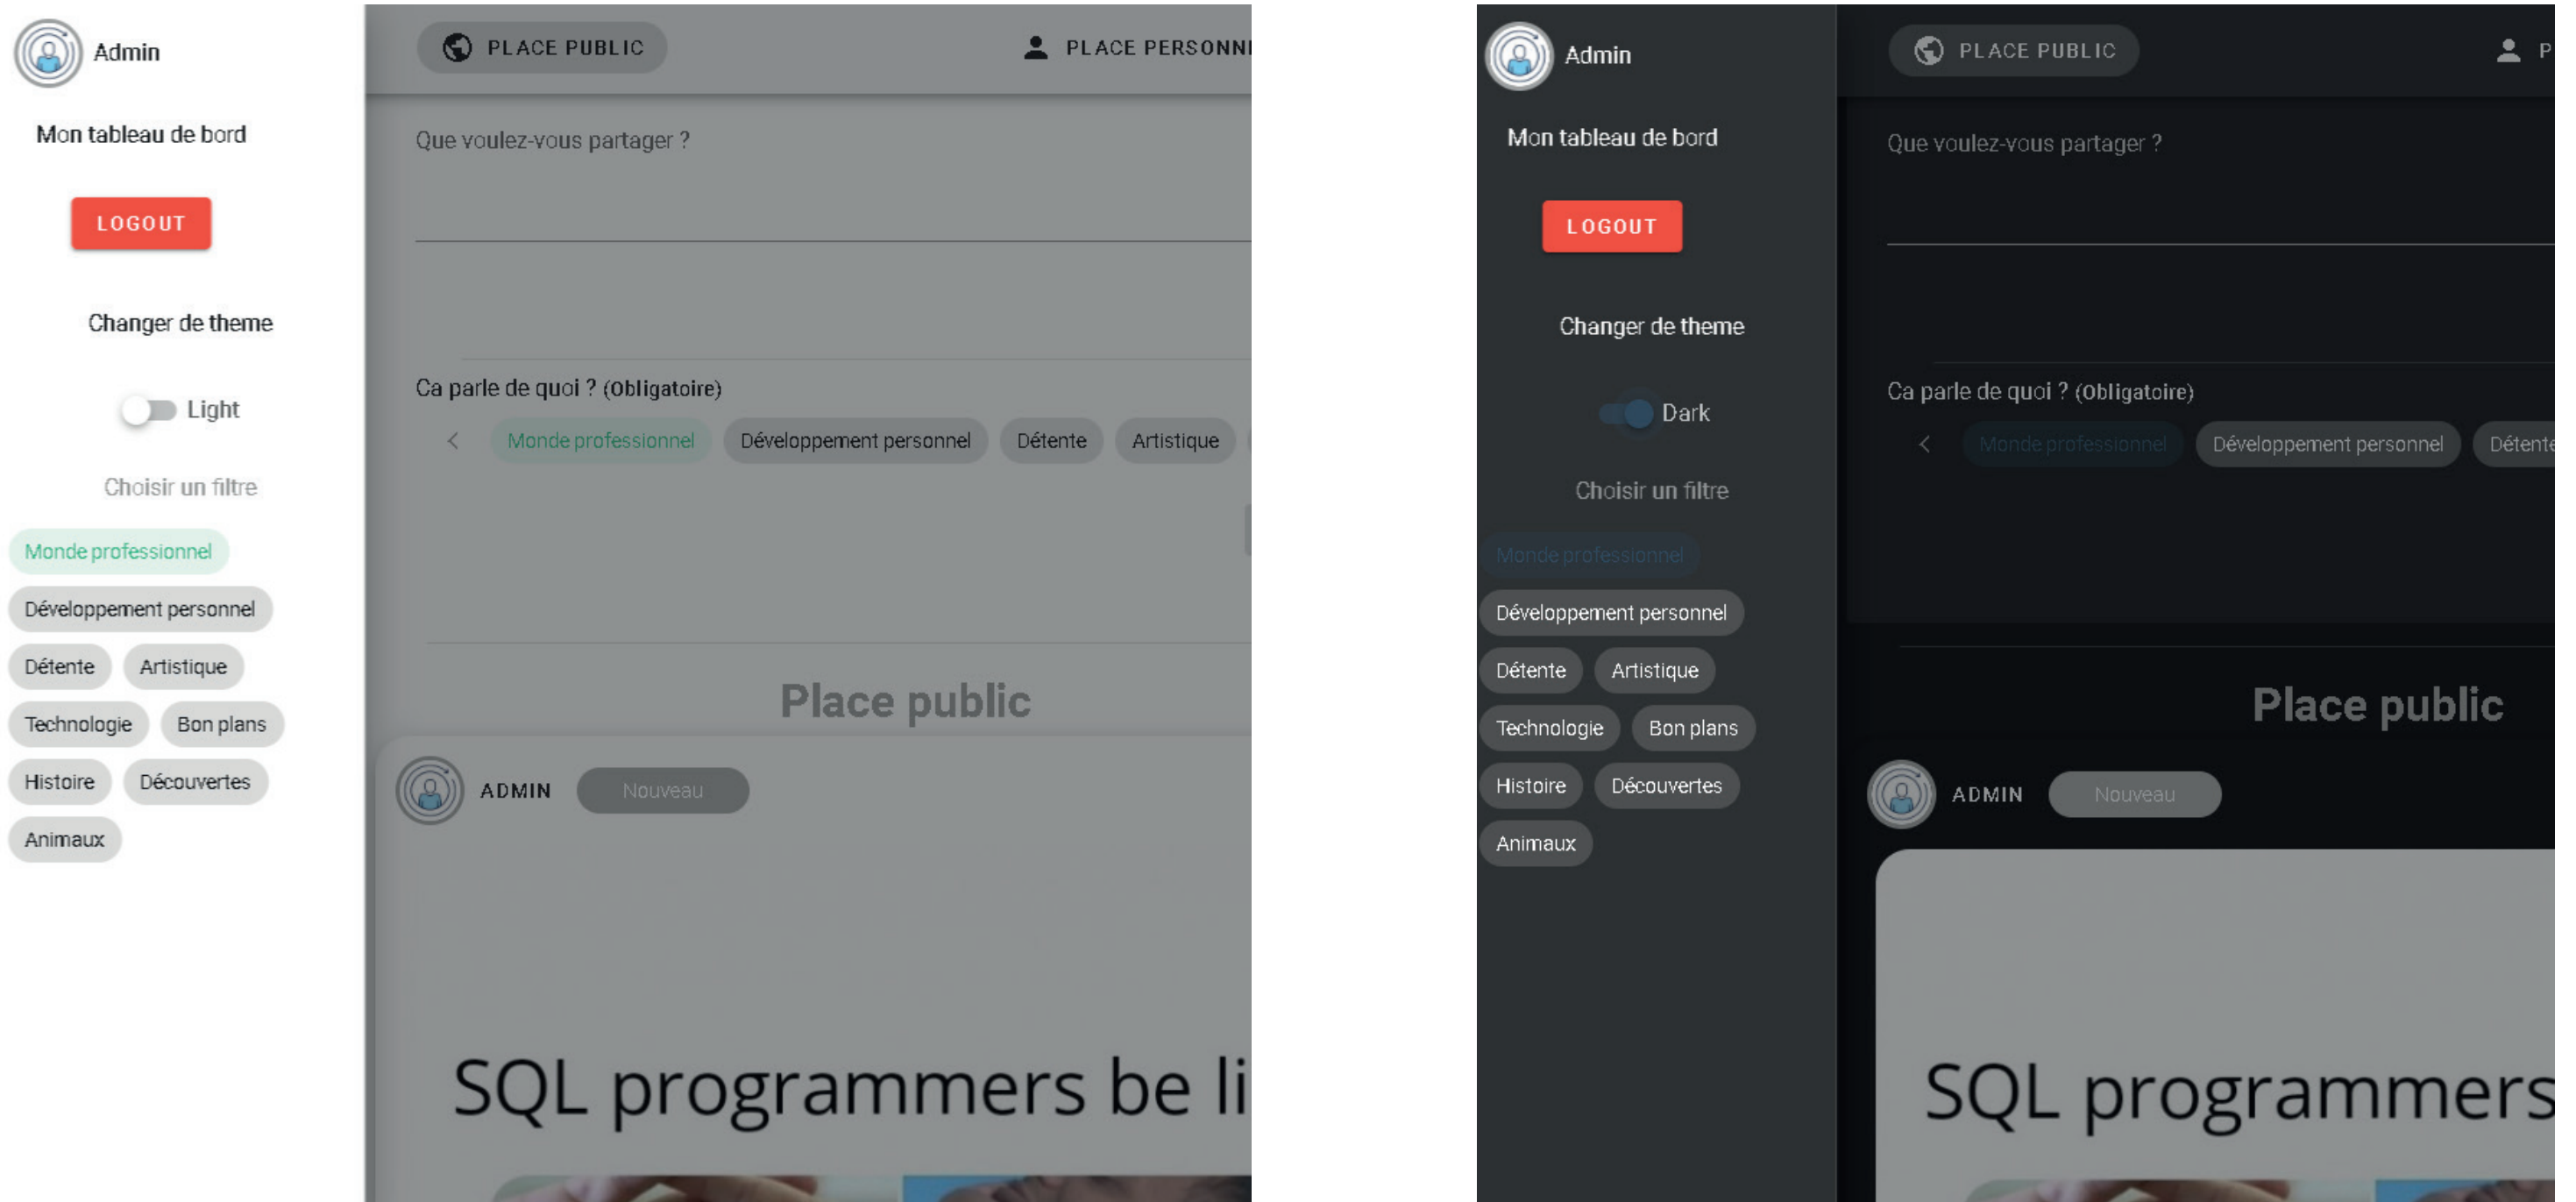 Admin
Mon tableau de bord
LOGOUT
Changer de theme
Light
Choisir un filtre
Monde professionnel
Développement personnel
Détente Artistique
Technologie Bon plans
Histoire Découvertes
Animaux
PLACE PUBLIC PLACE PERSONN
Que voulez-vous partager ?
Ca parle de quoi ? (Obligatoire)
Monde professionnel Développement personnel Détente Artistique
Place public
ADMIN Nouveau
SQL programmers be li
Admin
Mon tableau de bord
LOGOUT
Changer de theme
Dark
Choisir un filtre
Monde professionnel
Développement personnel
Détente Artistique
Technologie Bon plans
Histoire Découvertes
Animaux
PLACE PUBLIC P
Que voulez-vous partager ?
Ca parle de quoi ? (Obligatoire)
Monde professionnel Développement personnel Détente
Place public
ADMIN Nouveau
SQL programmers